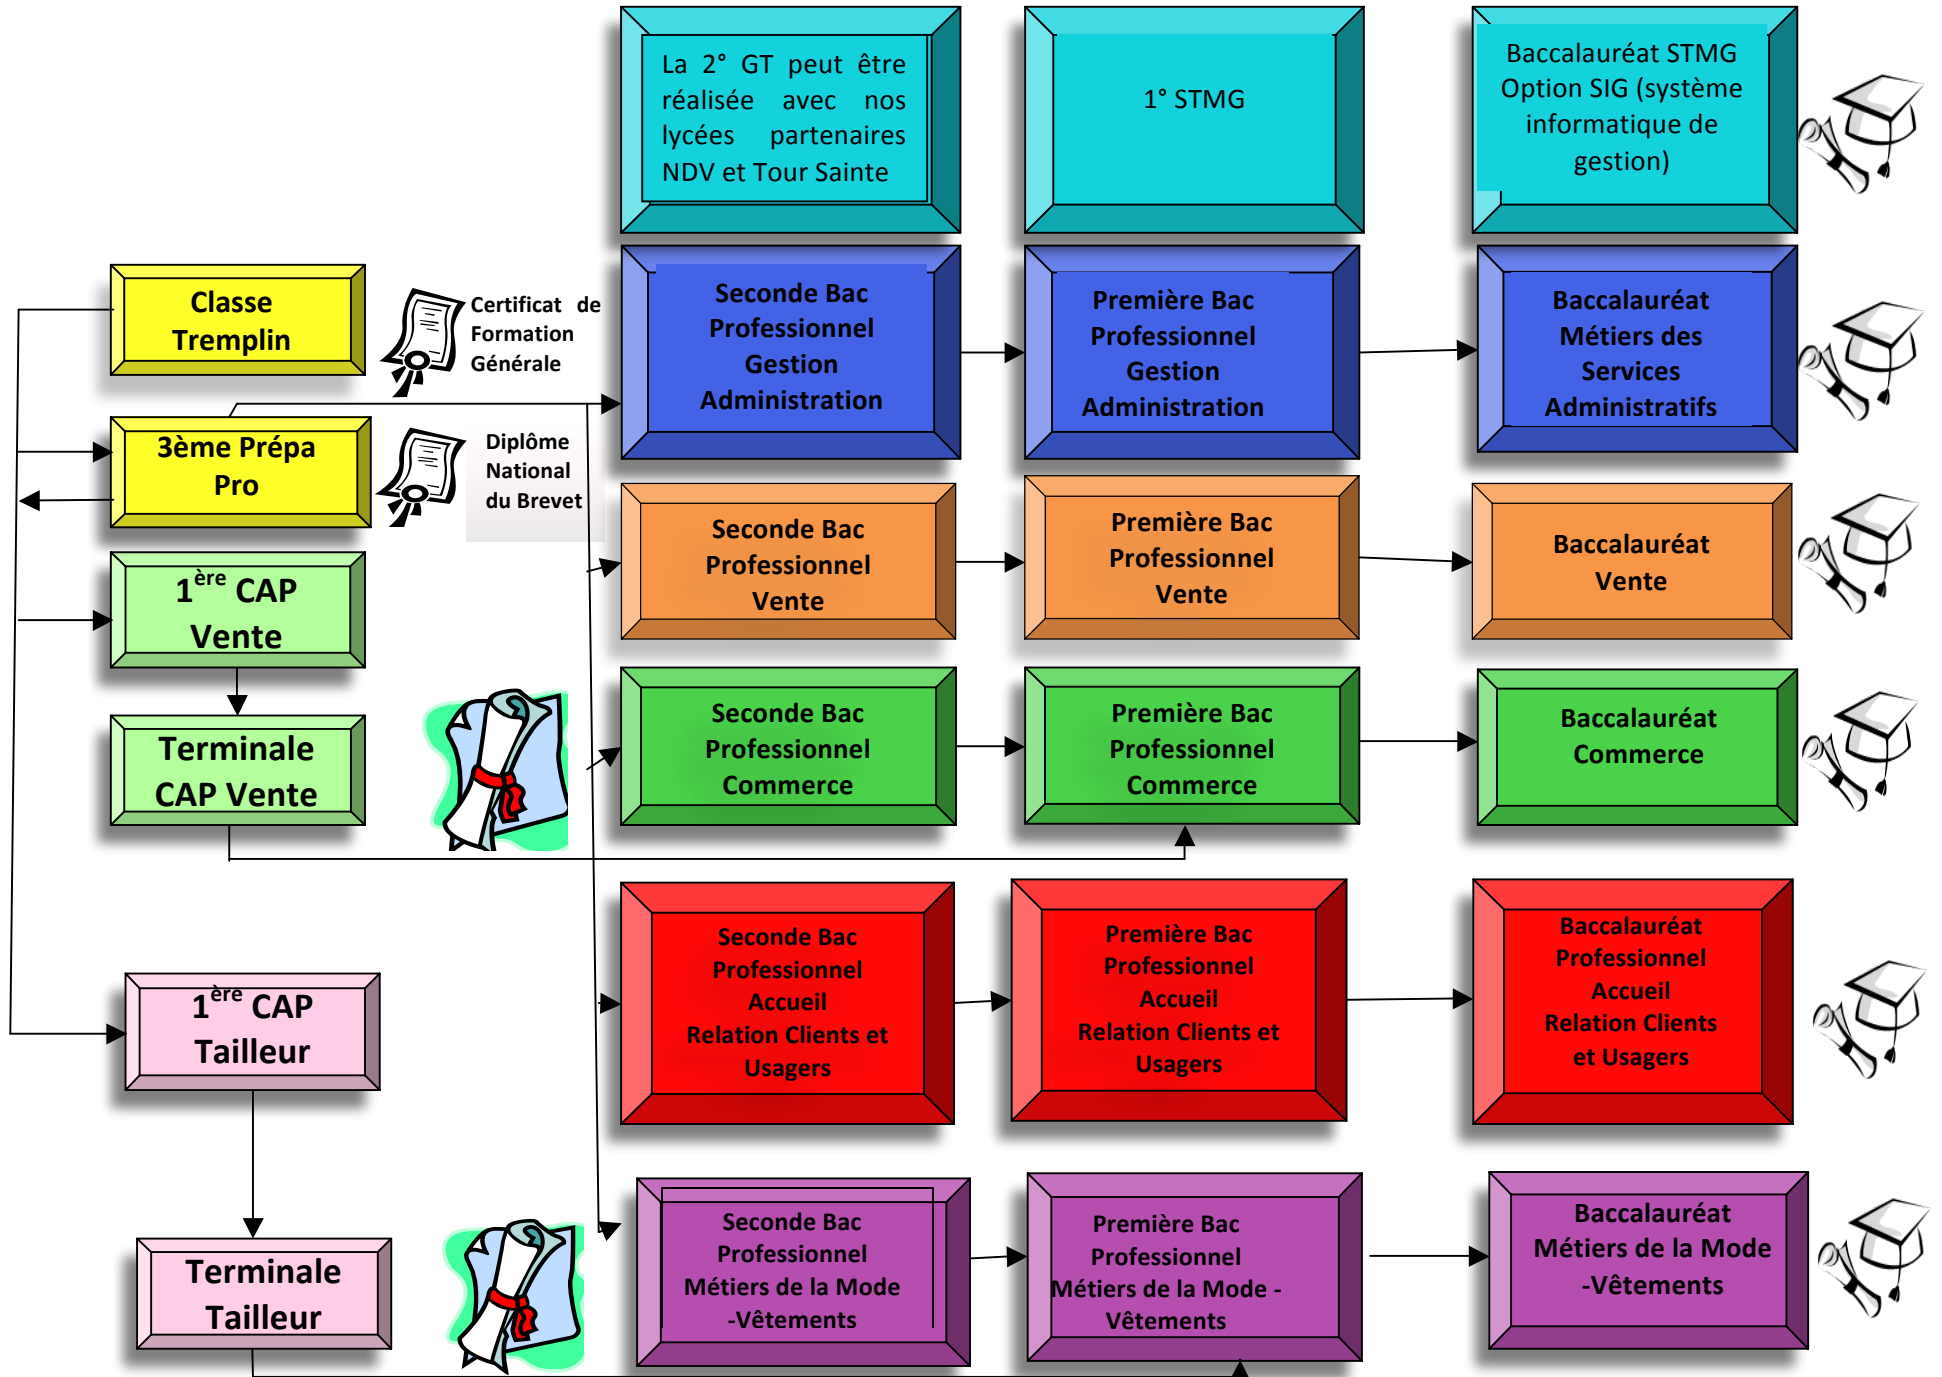 La 2° GT peut être
réalisée avec nos
lycées partenaires
NDV et Tour Sainte
1° STMG
Baccalauréat STMG
Option SIG (système
informatique de
gestion)
Classe
Tremplin
Certificat de
Formation
Générale
Seconde Bac
Professionnel
Gestion
Administration
Première Bac
Professionnel
Gestion
Administration
Baccalauréat
Métiers des
Services
Administratifs
3ème Prépa
Pro
Diplôme
National
du Brevet
Seconde Bac
Professionnel
Vente
Première Bac
Professionnel
Vente
Baccalauréat
Vente
1ère CAP
Vente
Terminale
CAP Vente
Seconde Bac
Professionnel
Commerce
Première Bac
Professionnel
Commerce
Baccalauréat
Commerce
1ère CAP
Tailleur
Seconde Bac
Professionnel
Accueil
Relation Clients et
Usagers
Première Bac
Professionnel
Accueil
Relation Clients et
Usagers
Baccalauréat
Professionnel
Accueil
Relation Clients
et Usagers
Terminale
Tailleur
Seconde Bac
Professionnel
Métiers de la Mode
-Vêtements
Première Bac
Professionnel
Métiers de la Mode -
Vêtements
Baccalauréat
Métiers de la Mode
-Vêtements